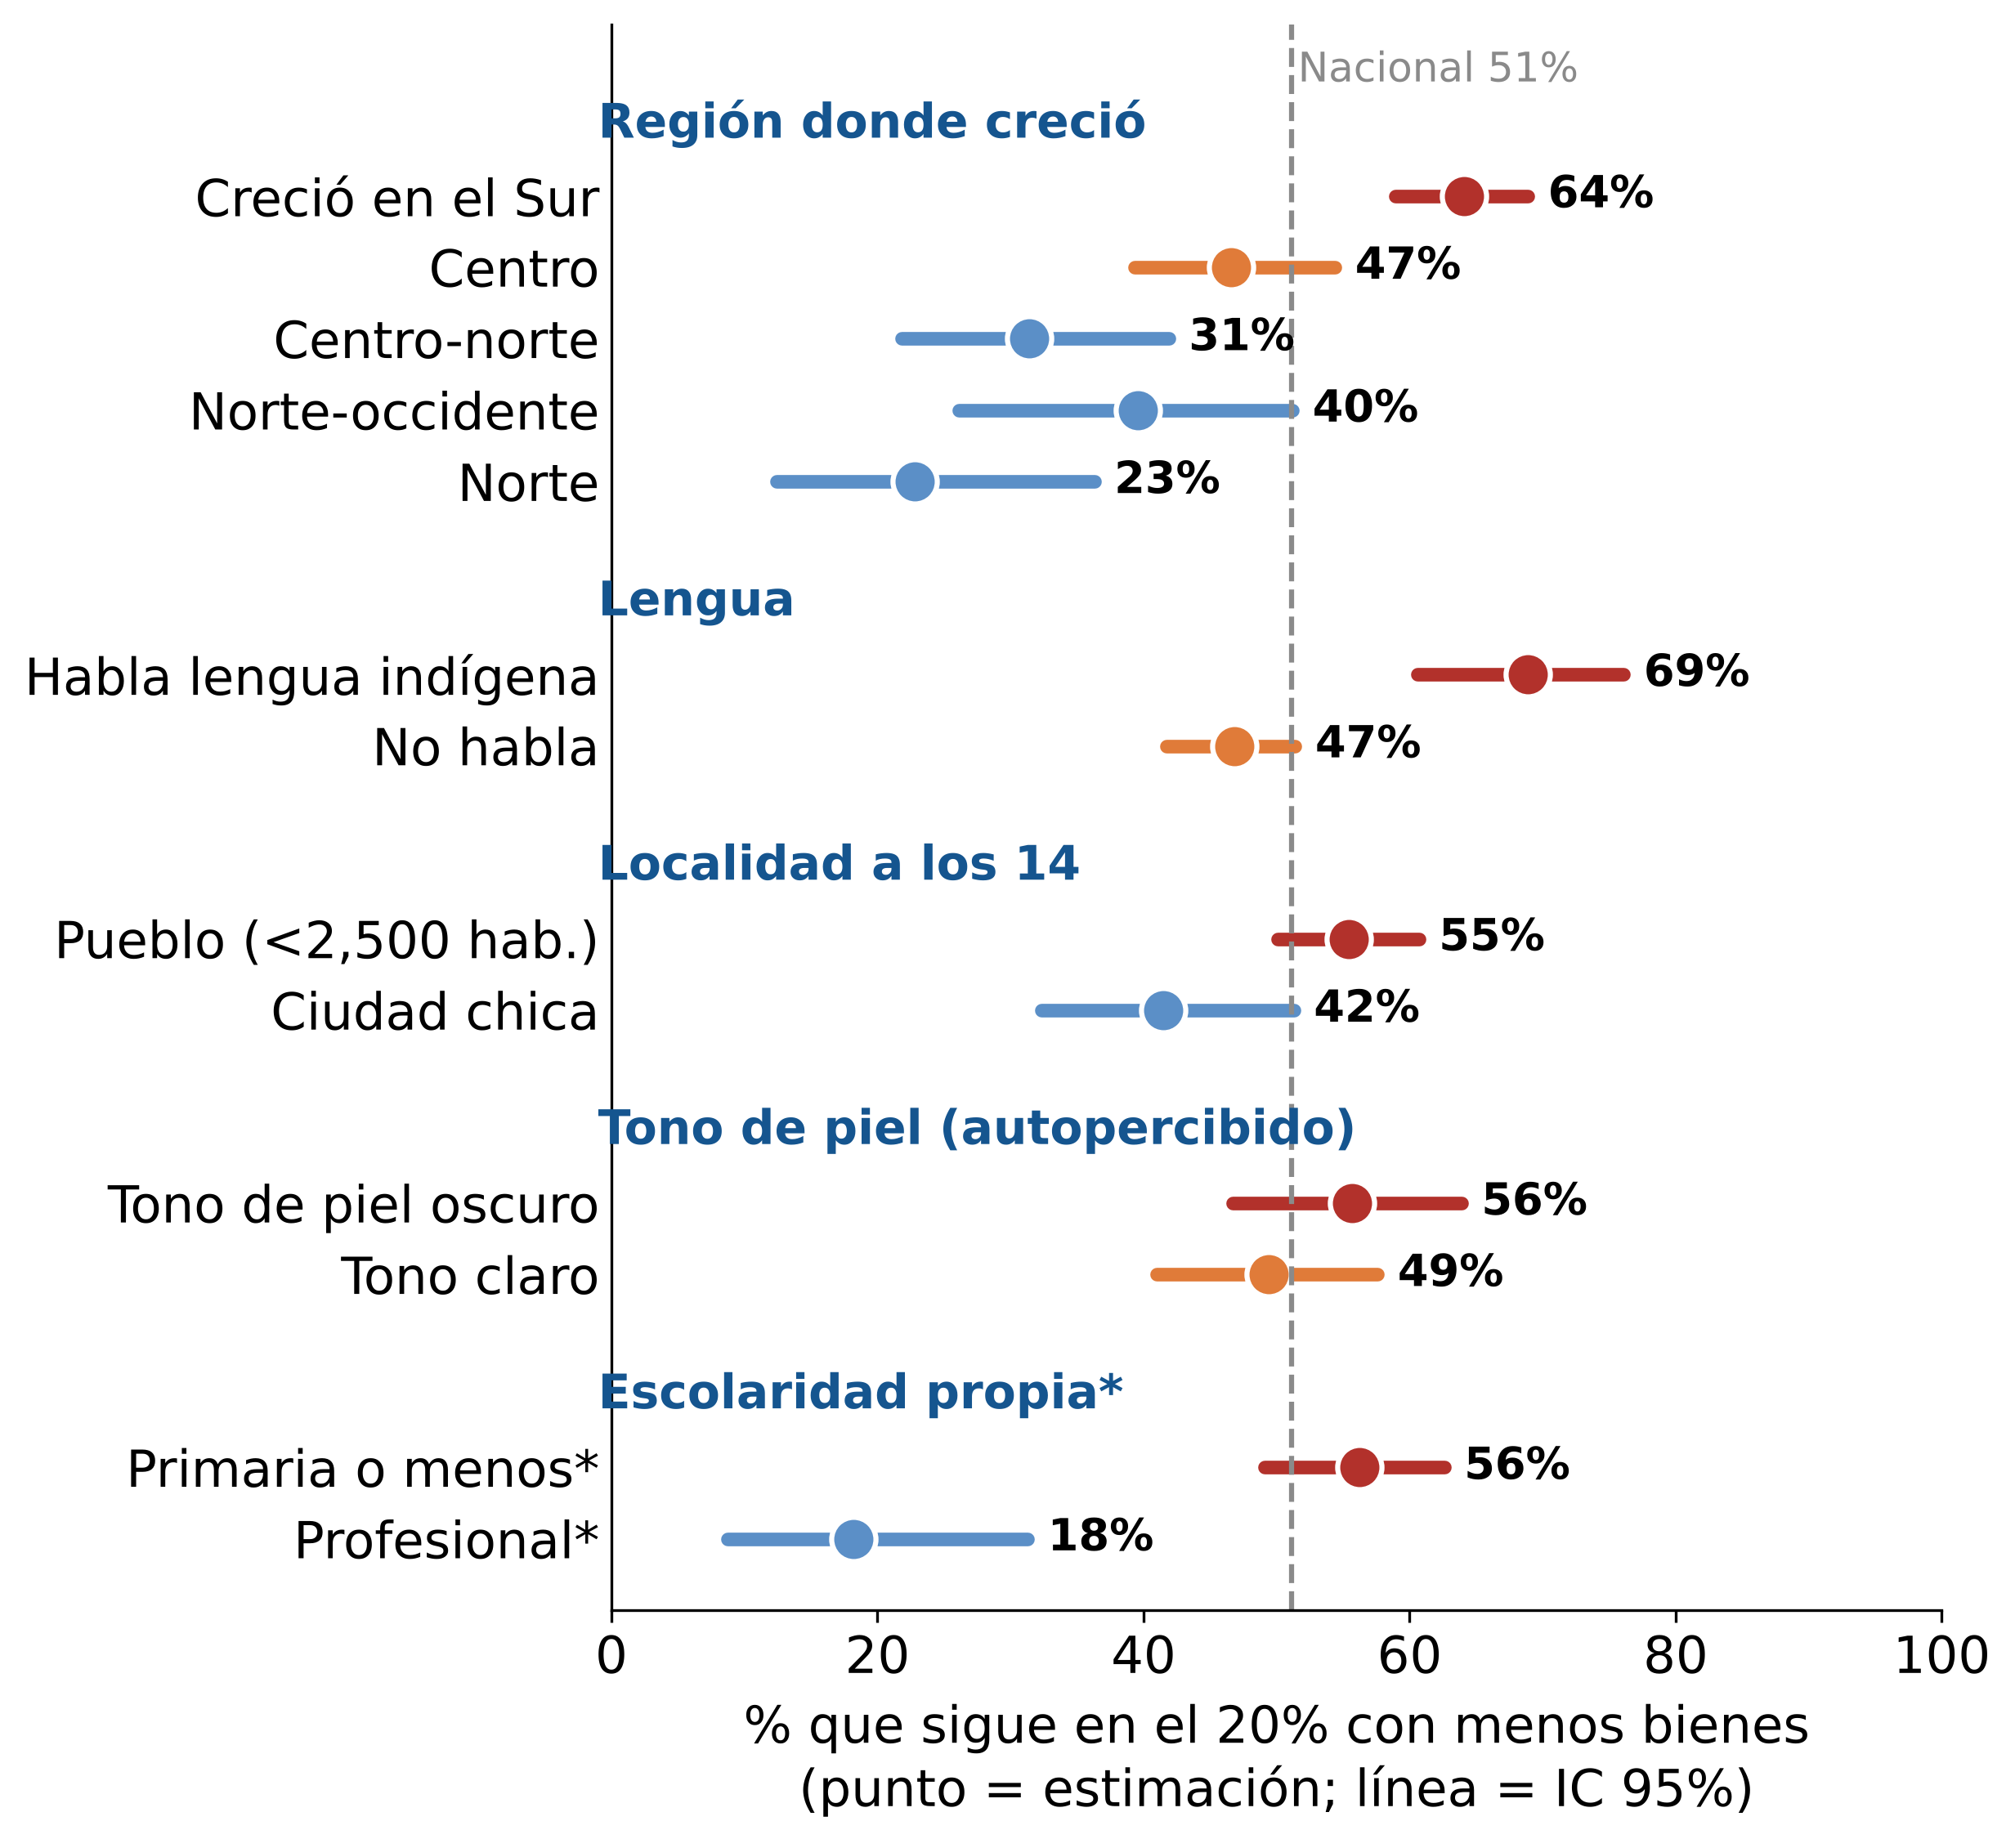 Nacional 51%
Región donde creció
Creció en el Sur 64%
Centro 47%
Centro-norte 31%
Norte-occidente 40%
Norte 23%
Lengua
Habla lengua indígena 69%
No habla 47%
Localidad a los 14
Pueblo (<2,500 hab.) 55%
Ciudad chica 42%
Tono de piel (autopercibido)
Tono de piel oscuro 56%
Tono claro 49%
Escolaridad propia*
Primaria o menos* 56%
Profesional* 18%
0 20 40 60 80 100
% que sigue en el 20% con menos bienes
(punto = estimación; línea = IC 95%)